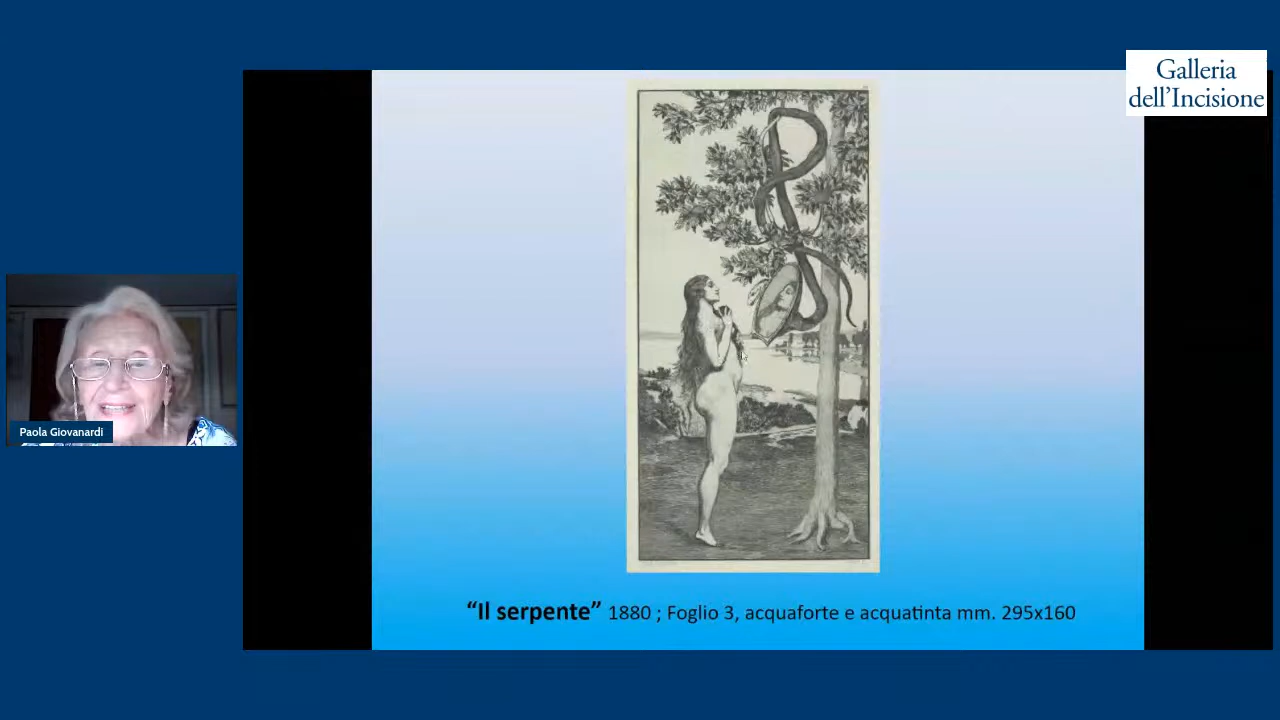 Galleria
dell'Incisione
Paola Giovanardi
“Il serpente” 1880 ; Foglio 3, acquaforte e acquatinta mm. 295x160